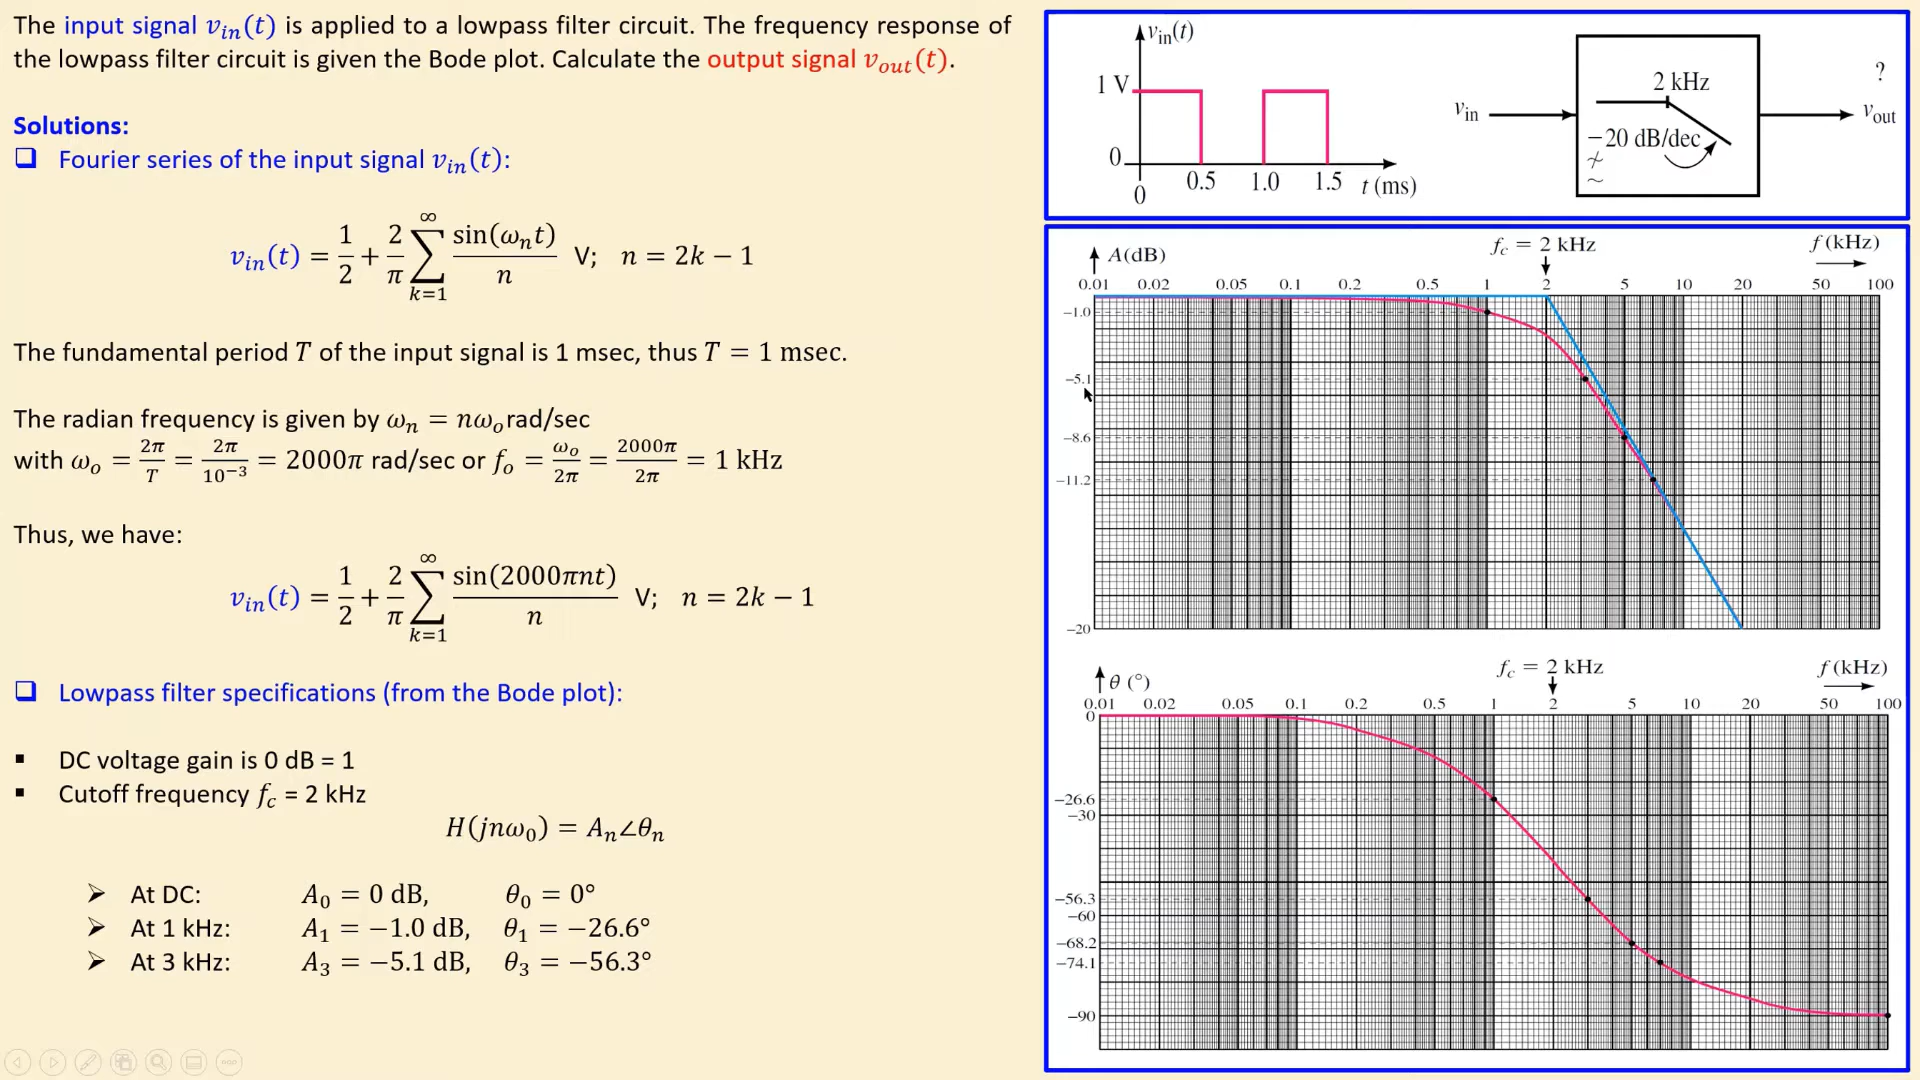 The input signal v_in(t) is applied to a lowpass filter circuit. The frequency response of
the lowpass filter circuit is given the Bode plot. Calculate the output signal v_out(t).
Solutions:
❑ Fourier series of the input signal v_in(t):
v_in(t) = 1/2 + 2/π ∑_{k=1}^{∞} sin(ω_n t)/n V; n = 2k − 1
The fundamental period T of the input signal is 1 msec, thus T = 1 msec.
The radian frequency is given by ω_n = nω_o rad/sec
with ω_o = 2π/T = 2π/10^{−3} = 2000π rad/sec or f_o = ω_o/2π = 2000π/2π = 1 kHz
Thus, we have:
v_in(t) = 1/2 + 2/π ∑_{k=1}^{∞} sin(2000πnt)/n V; n = 2k − 1
❑ Lowpass filter specifications (from the Bode plot):
▪ DC voltage gain is 0 dB = 1
▪ Cutoff frequency f_c = 2 kHz
H(jnω_0) = A_n∠θ_n
➢ At DC: A_0 = 0 dB, θ_0 = 0°
➢ At 1 kHz: A_1 = −1.0 dB, θ_1 = −26.6°
➢ At 3 kHz: A_3 = −5.1 dB, θ_3 = −56.3°
v_in(t)
1 V
0
0 0.5 1.0 1.5 t (ms)
v_in
2 kHz
−20 dB/dec
?
v_out
A(dB) f_c = 2 kHz f (kHz)
0.01 0.02 0.05 0.1 0.2 0.5 1 2 5 10 20 50 100
−1.0
−5.1
−8.6
−11.2
−20
θ (°) f_c = 2 kHz f (kHz)
0.01 0.02 0.05 0.1 0.2 0.5 1 2 5 10 20 50 100
0
−26.6
−30
−56.3
−60
−68.2
−74.1
−90